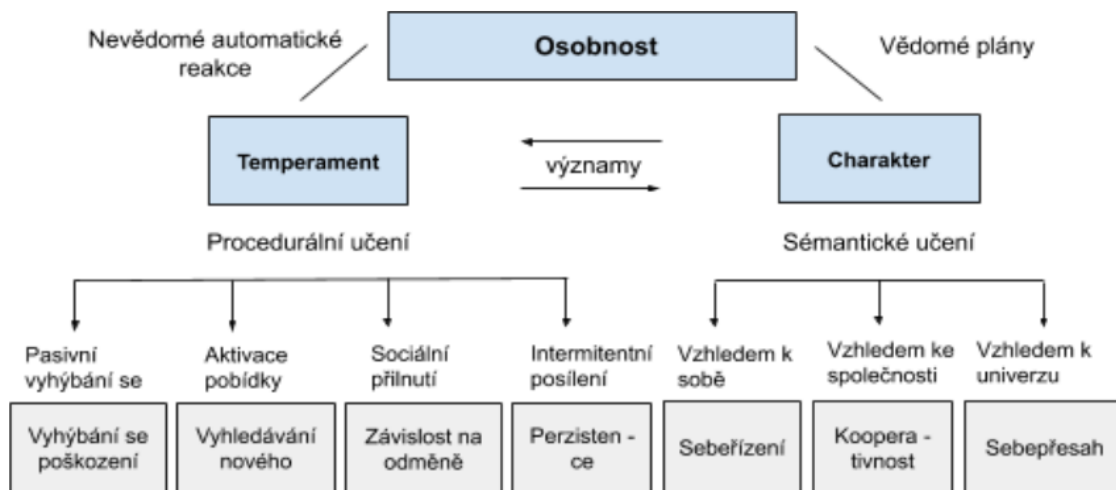 Osobnost
Nevědomé automatické
reakce
Vědomé plány
Temperament
významy
Charakter
Procedurální učení
Sémantické učení
Pasivní
vyhýbání se
Aktivace
pobídky
Sociální
přilnutí
Intermitentní
posílení
Vzhledem k
sobě
Vzhledem ke
společnosti
Vzhledem k
univerzu
Vyhýbání se
poškození
Vyhledávání
nového
Závislost na
odměně
Perzisten - 
ce
Sebeřízení
Koopera - 
tivnost
Sebepřesah